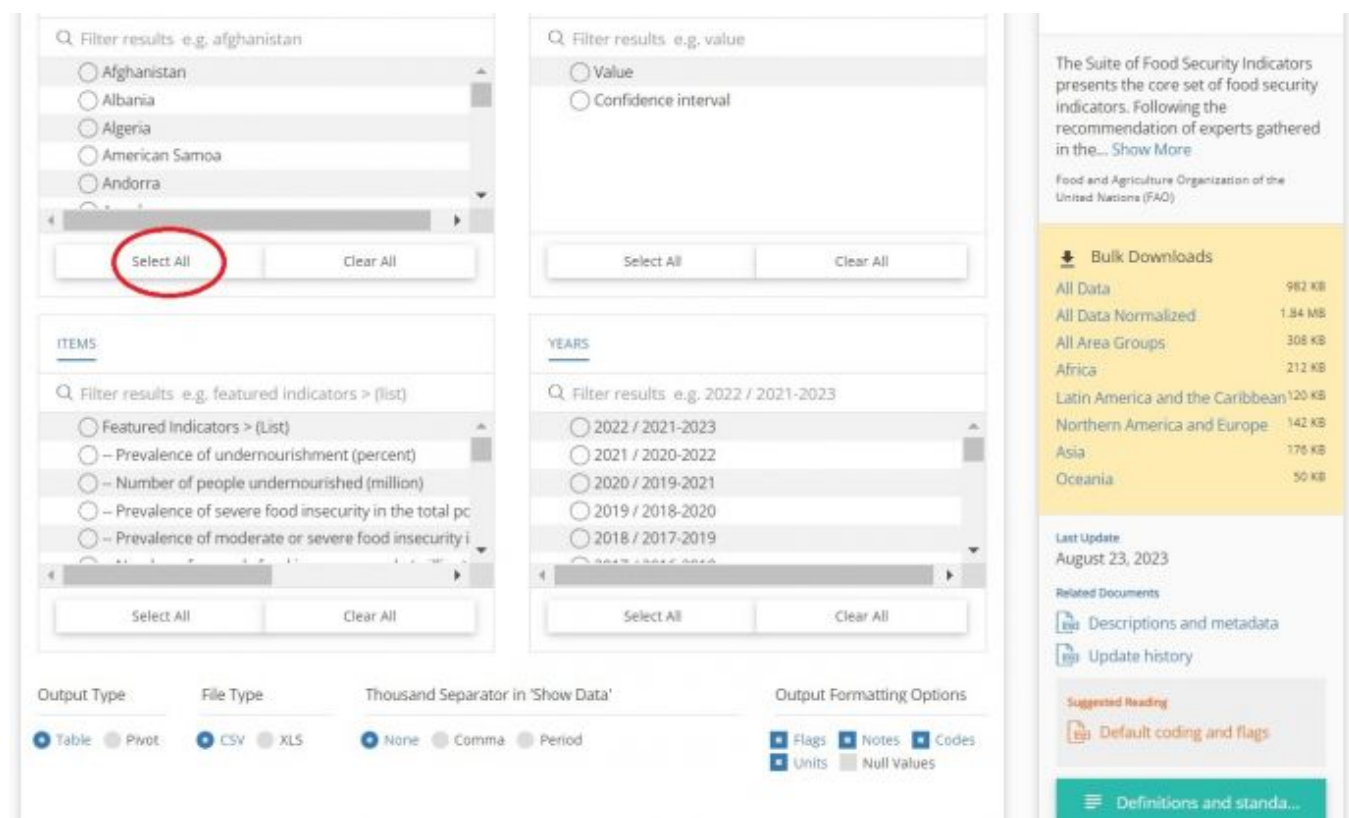 Filter results e.g. afghanistan
Afghanistan
Albania
Algeria
American Samoa
Andorra
Select All
Clear All
Filter results e.g. value
Value
Confidence interval
Select All
Clear All
ITEMS
Filter results e.g. featured indicators > (list)
Featured Indicators > (List)
-- Prevalence of undernourishment (percent)
-- Number of people undernourished (million)
-- Prevalence of severe food insecurity in the total
-- Prevalence of moderate or severe food insecurity
Select All
Clear All
YEARS
Filter results e.g. 2022 / 2021-2023
2022 / 2021-2023
2021 / 2020-2022
2020 / 2019-2021
2019 / 2018-2020
2018 / 2017-2019
Select All
Clear All
Output Type
Table Pivot
File Type
CSV XLS
Thousand Separator in 'Show Data'
None Comma Period
Output Formatting Options
Flags Notes Codes
Units Null Values
The Suite of Food Security Indicators
presents the core set of food security
indicators. Following the
recommendation of experts gathered
in the... Show More
Food and Agriculture Organization of the
United Nations (FAO)
Bulk Downloads
All Data 982 KB
All Data Normalized 1.84 MB
All Area Groups 308 KB
Africa 212 KB
Latin America and the Caribbean 120 KB
Northern America and Europe 142 KB
Asia 176 KB
Oceania 50 KB
Last Update
August 23, 2023
Related Documents
Descriptions and metadata
Update history
Suggested Reading
Default coding and flags
Definitions and standa...